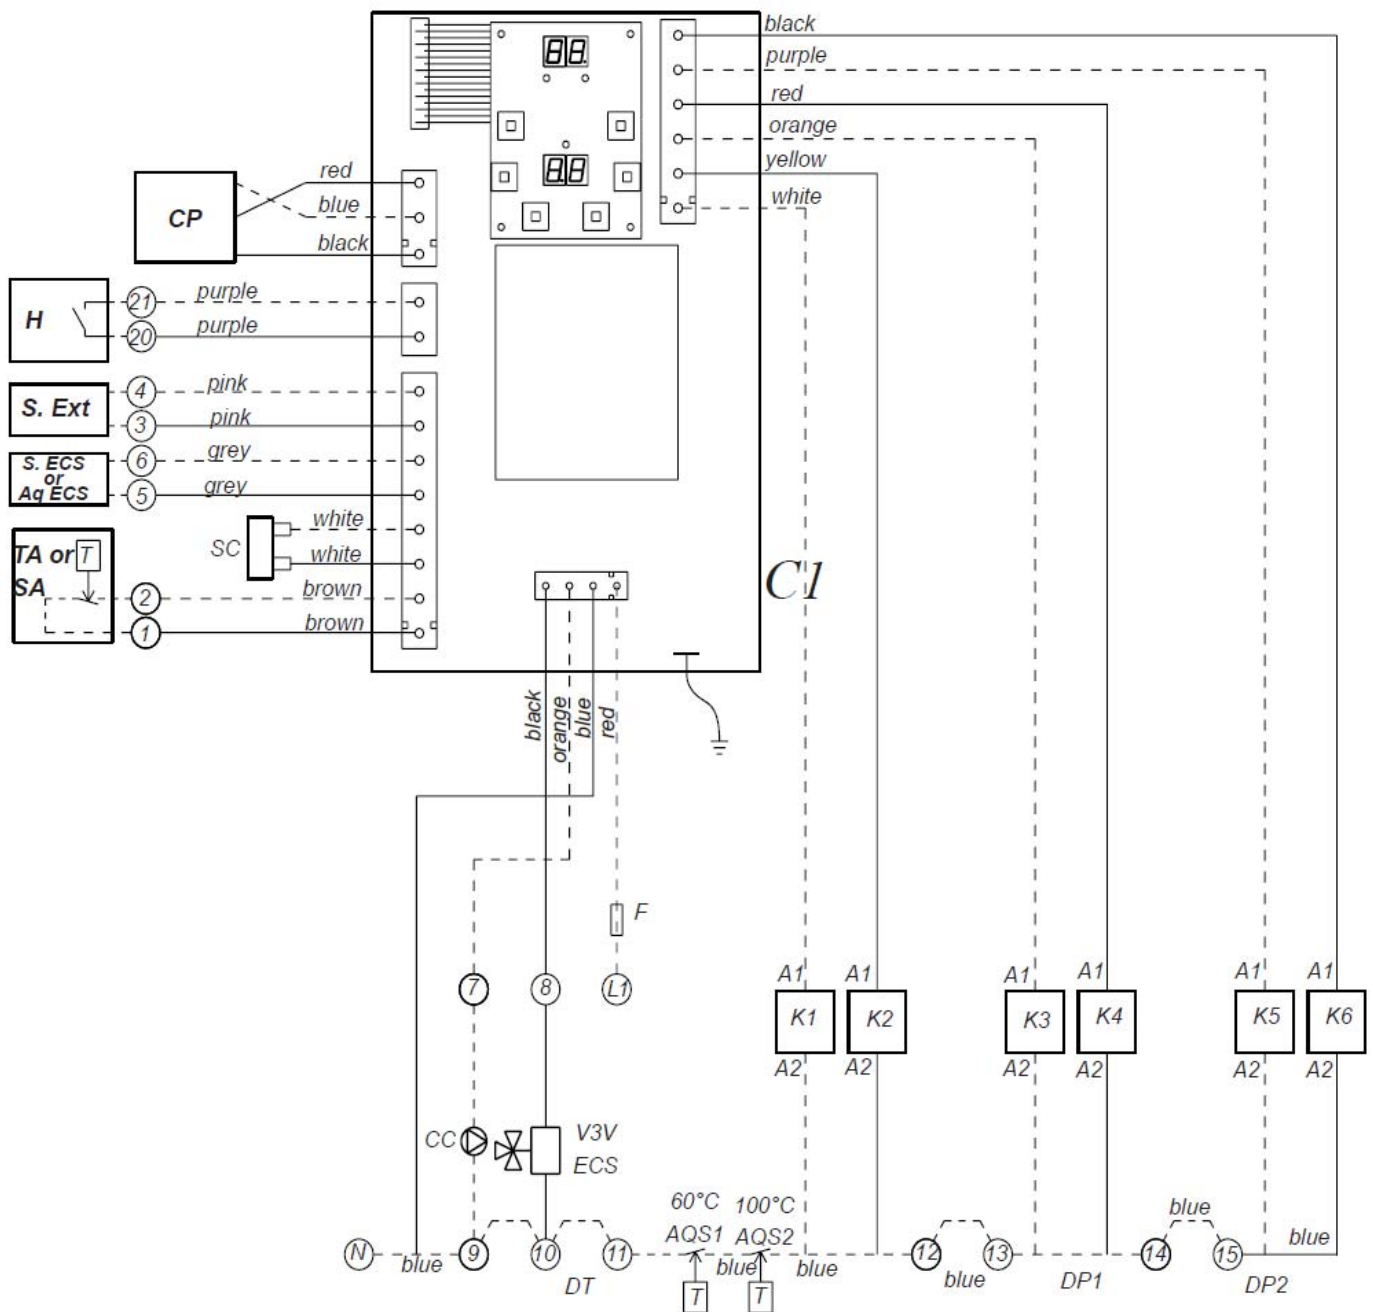 black
purple
red
orange
yellow
white
88.
8.8
red
CP
blue
black
H
21
purple
20
purple
S. Ext
4
pink
3
pink
S. ECS
or
Aq ECS
6
grey
5
grey
SC
white
white
TA or T
SA
2
brown
1
brown
C1
black
orange
blue
red
F
7
8
L1
A1
K1
A2
A1
K2
A2
A1
K3
A2
A1
K4
A2
A1
K5
A2
A1
K6
A2
CC
V3V
ECS
60°C
AQS1
100°C
AQS2
N
blue
9
10
DT
11
T
blue
T
blue
12
blue
13
DP1
14
blue
15
DP2
blue